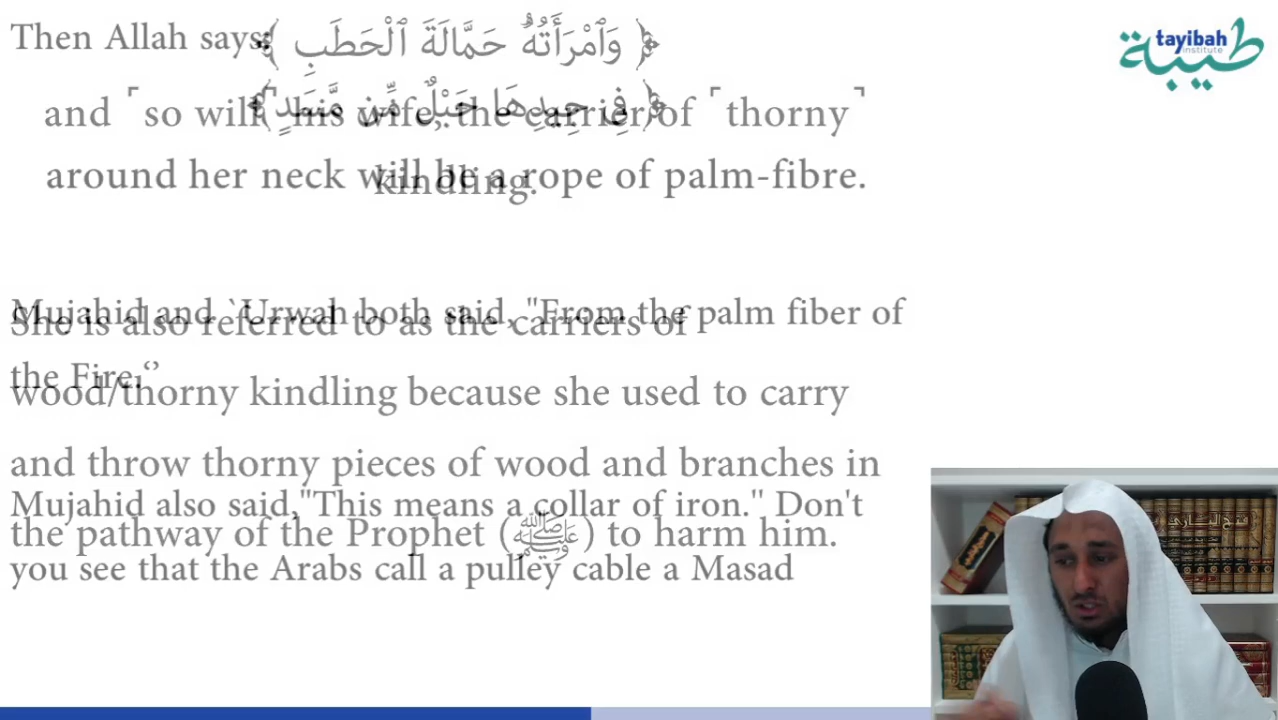 Then Allah says:
﴿ وَٱمْرَأَتُهُۥ حَمَّالَةَ ٱلْحَطَبِ ﴾
and ⸢so will⸣ his wife, the carrier of ⸢thorny⸣
kindling.
﴿ فِى جِيدِهَا حَبْلٌ مِّن مَّسَدٍۭ ﴾
around her neck will be a rope of palm-fibre.
She is also referred to as the carriers of
wood/thorny kindling because she used to carry
and throw thorny pieces of wood and branches in
the pathway of the Prophet (ﷺ) to harm him.
Mujahid and `Urwah both said, "From the palm fiber of
the Fire.“
Mujahid also said,"This means a collar of iron." Don't
you see that the Arabs call a pulley cable a Masad
طيبة
tayibah
institute
فتح الباري